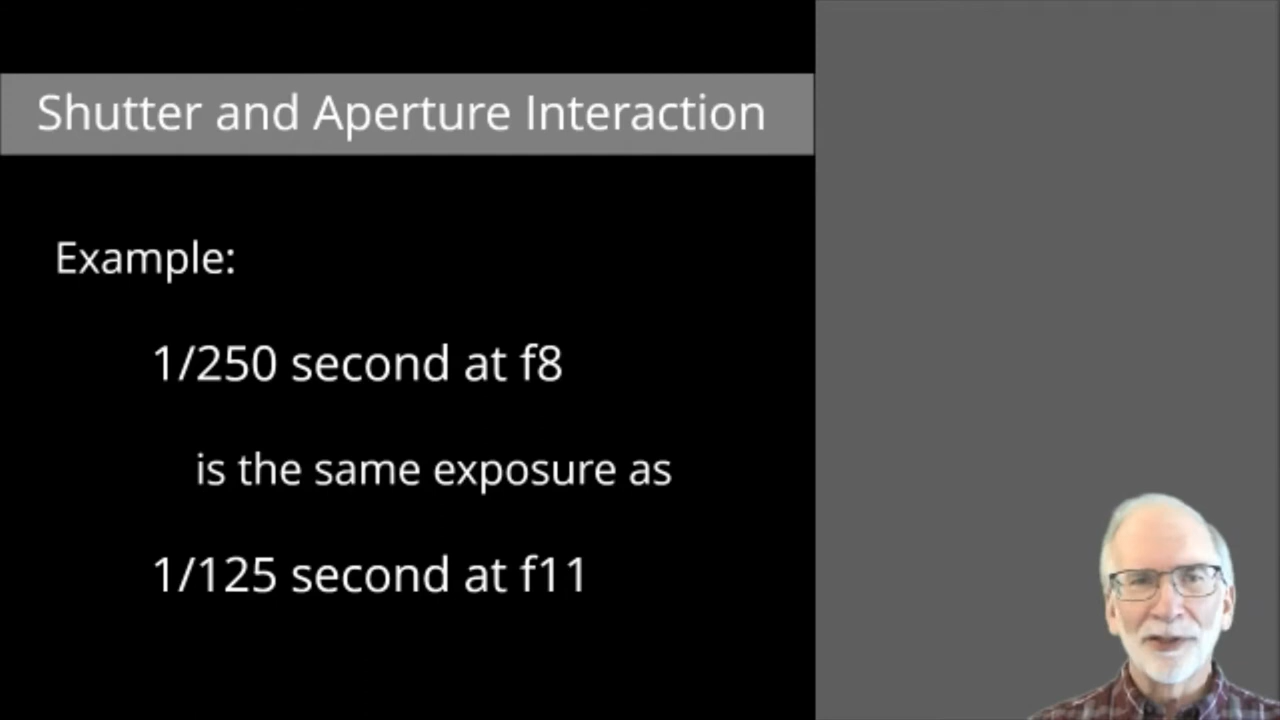 Shutter and Aperture Interaction
Example:
1/250 second at f8
is the same exposure as
1/125 second at f11